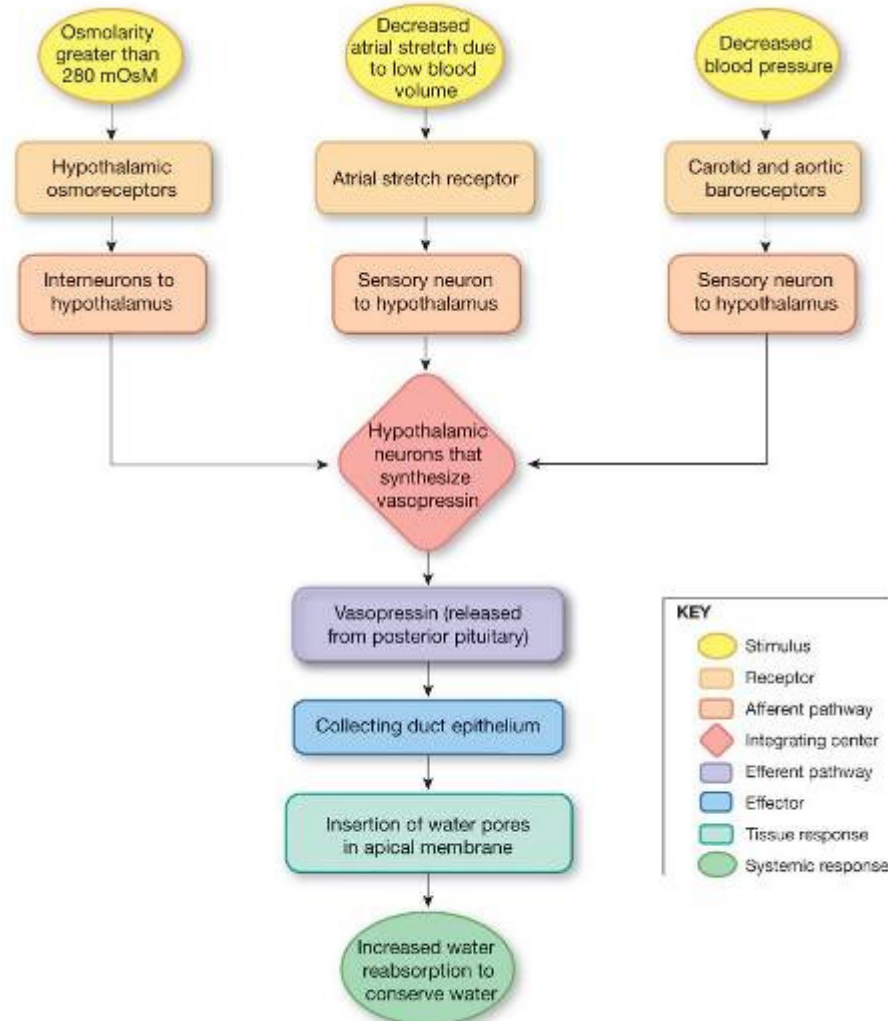 Osmolarity
greater than
280 mOsM
Decreased
atrial stretch due
to low blood
volume
Decreased
blood pressure
Hypothalamic
osmoreceptors
Atrial stretch receptor
Carotid and aortic
baroreceptors
Interneurons to
hypothalamus
Sensory neuron
to hypothalamus
Sensory neuron
to hypothalamus
Hypothalamic
neurons that
synthesize
vasopressin
Vasopressin (released
from posterior pituitary)
Collecting duct epithelium
Insertion of water pores
in apical membrane
Increased water
reabsorption to
conserve water
KEY
Stimulus
Receptor
Afferent pathway
Integrating center
Efferent pathway
Effector
Tissue response
Systemic response